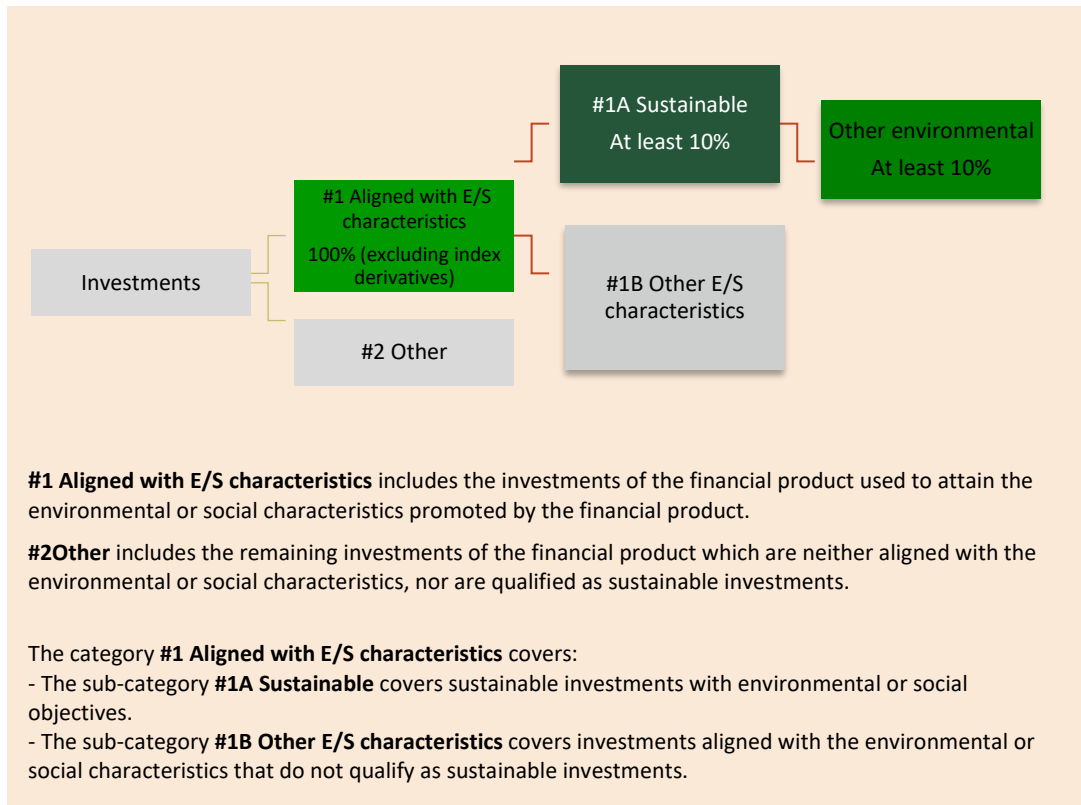 #1A Sustainable
At least 10%
Other environmental
At least 10%
#1 Aligned with E/S
characteristics
100% (excluding index
derivatives)
Investments
#1B Other E/S
characteristics
#2 Other
#1 Aligned with E/S characteristics includes the investments of the financial product used to attain the
environmental or social characteristics promoted by the financial product.
#2Other includes the remaining investments of the financial product which are neither aligned with the
environmental or social characteristics, nor are qualified as sustainable investments.
The category #1 Aligned with E/S characteristics covers:
- The sub-category #1A Sustainable covers sustainable investments with environmental or social
objectives.
- The sub-category #1B Other E/S characteristics covers investments aligned with the environmental or
social characteristics that do not qualify as sustainable investments.